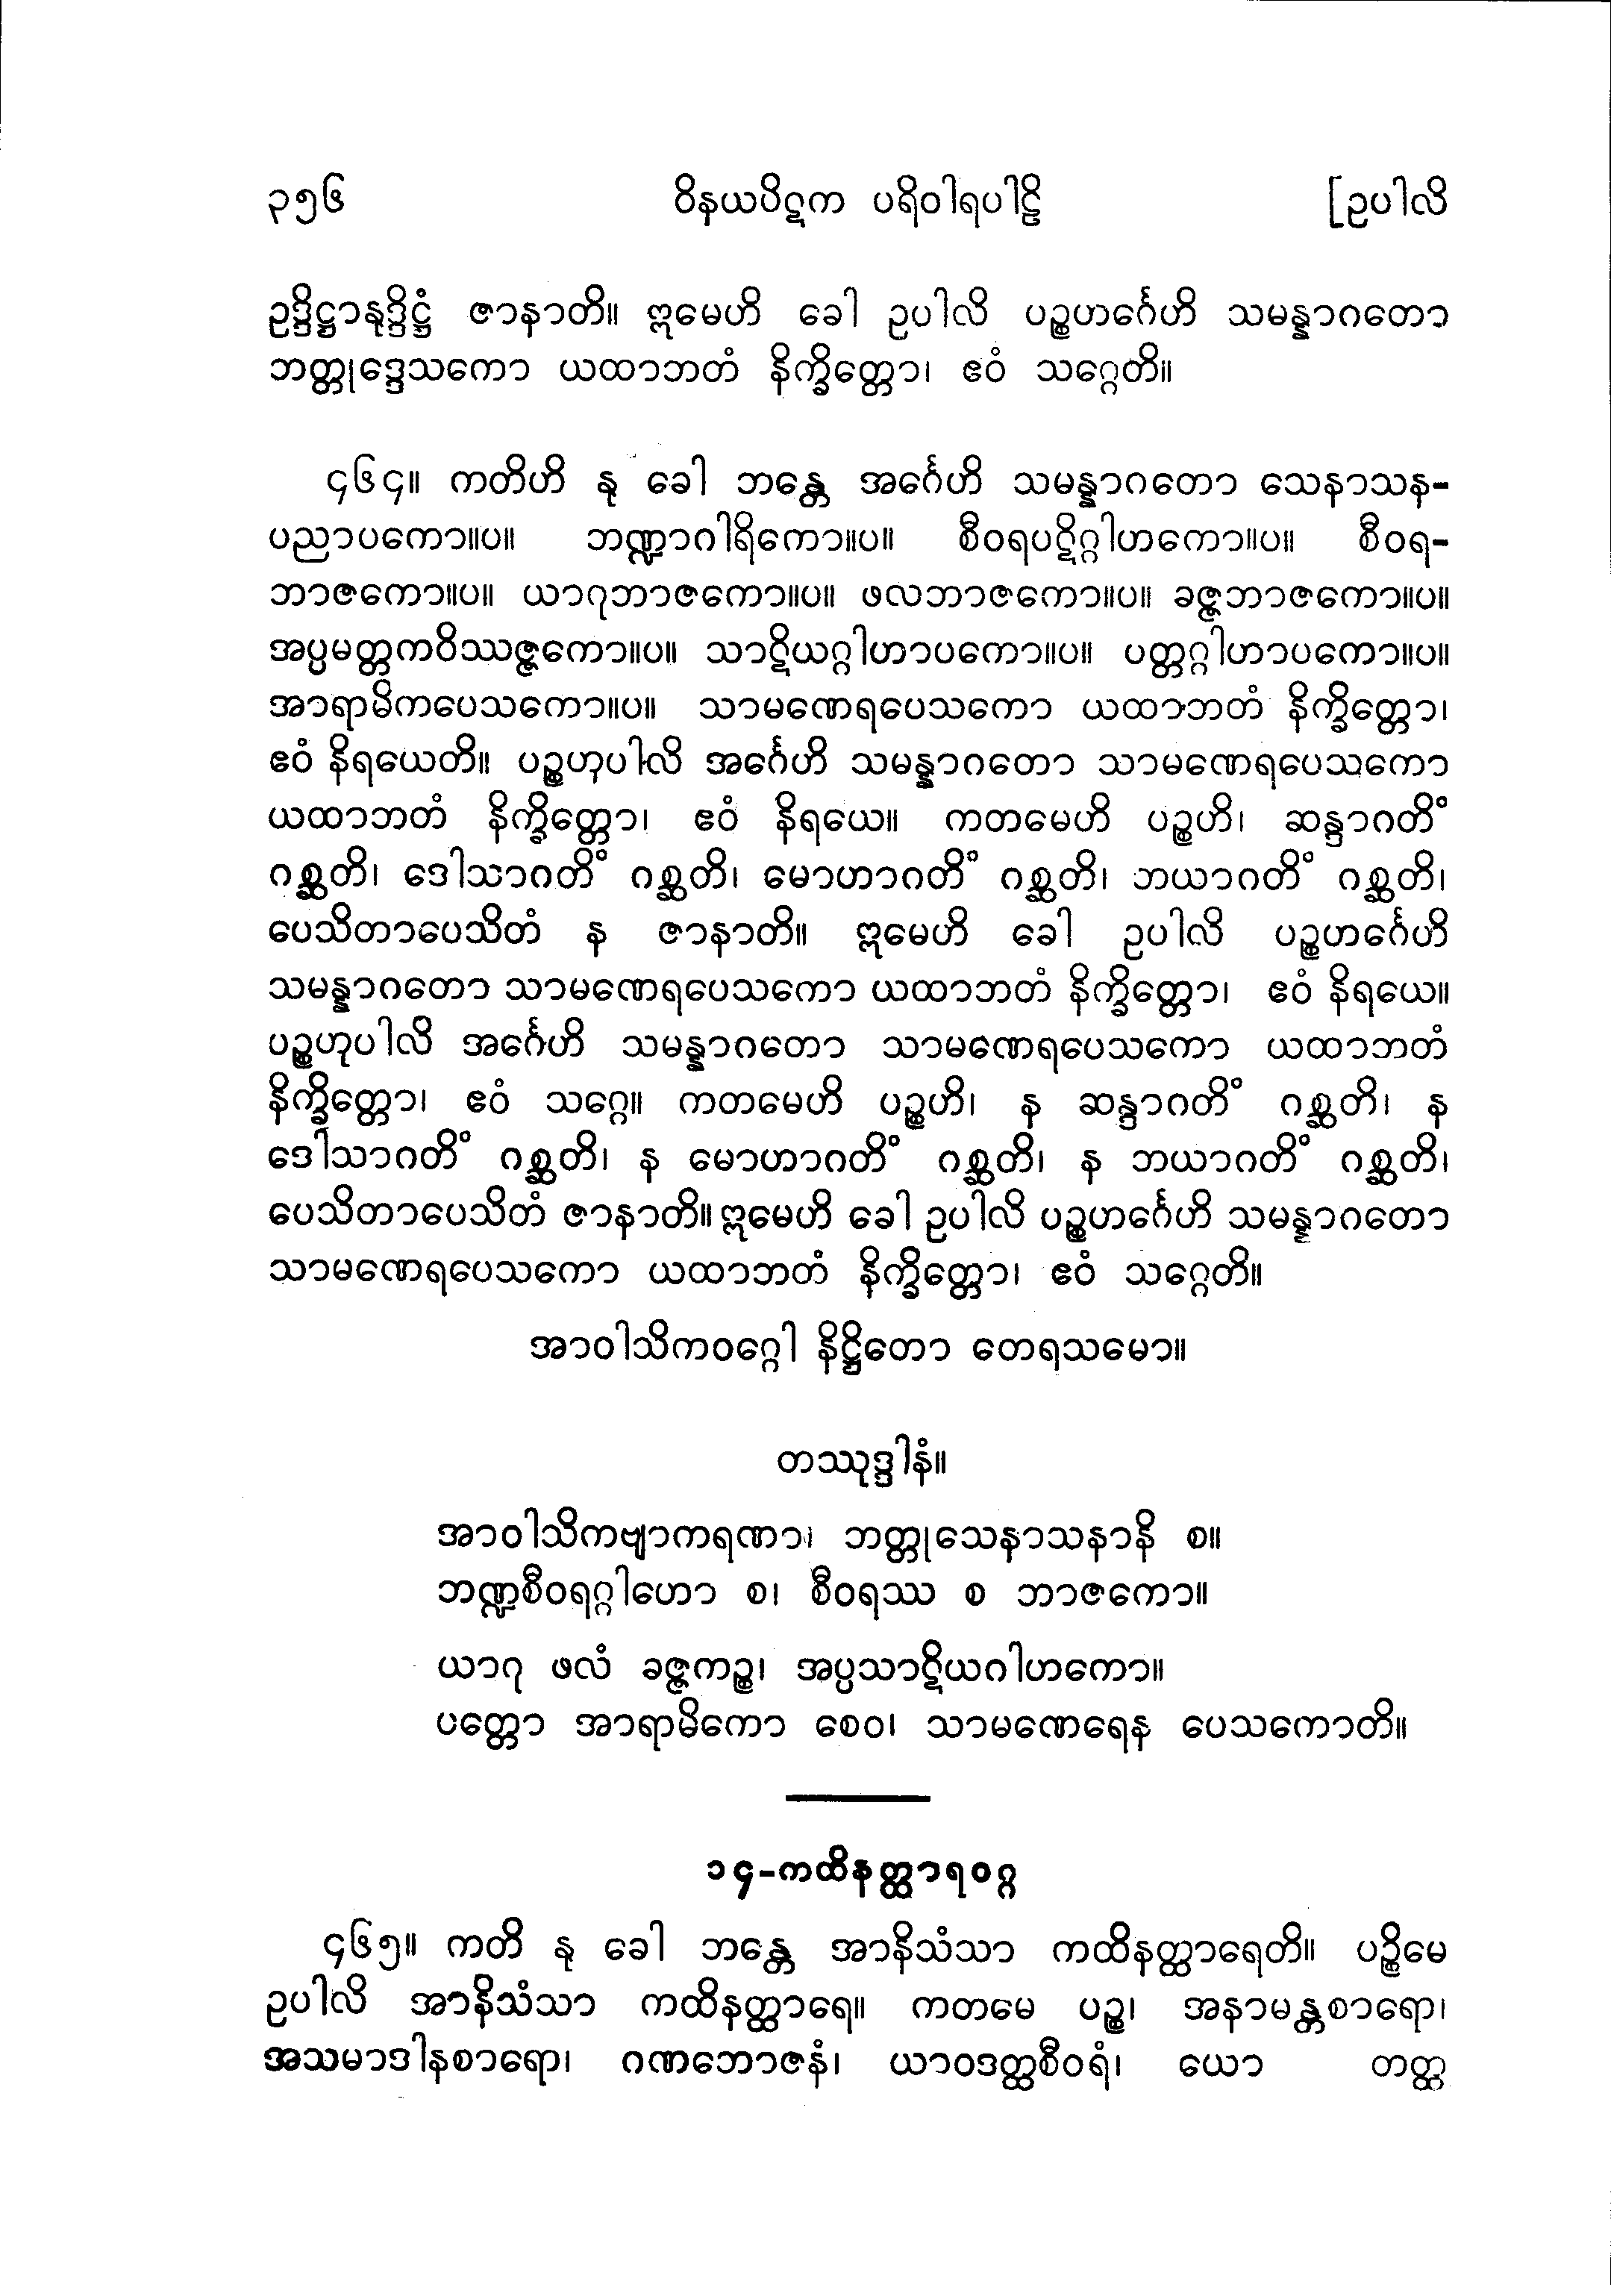 ၃၅၆ ဝိနယပိဋက ပရိဝါရပါဠိ [ဥပါလိ
ဥဒ္ဒိဋ္ဌာနုဒ္ဒိဋ္ဌံ ဇာနာတိ။ ဣမေဟိ ခေါ ဥပါလိ ပဉ္စဟင်္ဂေဟိ သမန္နာဂတော
ဘတ္တုဒ္ဒေသကော ယထာဘတံ နိက္ခိတ္တော၊ ဧဝံ သဂ္ဂေတိ။
၄၆၄။ ကတိဟိ နု ခေါ ဘန္တေ အင်္ဂေဟိ သမန္နာဂတော သေနာသန-
ပညာပကော။ပ။ ဘဏ္ဍာဂါရိကော။ပ။ စီဝရပဋိဂ္ဂါဟကော။ပ။ စီဝရ-
ဘာဇကော။ပ။ ယာဂုဘာဇကော။ပ။ ဖလဘာဇကော။ပ။ ခဇ္ဇဘာဇကော။ပ။
အပ္ပမတ္တကဝိဿဇ္ဇကော။ပ။ သာဋိယဂ္ဂါဟာပကော။ပ။ ပတ္တဂ္ဂါဟာပကော။ပ။
အာရာမိကပေသကော။ပ။ သာမဏေရပေသကော ယထာဘတံ နိက္ခိတ္တော၊
ဧဝံ နိရယေတိ။ ပဉ္စဟုပါလိ အင်္ဂေဟိ သမန္နာဂတော သာမဏေရပေသကော
ယထာဘတံ နိက္ခိတ္တော၊ ဧဝံ နိရယေ။ ကတမေဟိ ပဉ္စဟိ၊ ဆန္ဒာဂတိံ
ဂစ္ဆတိ၊ ဒေါသာဂတိံ ဂစ္ဆတိ၊ မောဟာဂတိံ ဂစ္ဆတိ၊ ဘယာဂတိံ ဂစ္ဆတိ၊
ပေသိတာပေသိတံ န ဇာနာတိ။ ဣမေဟိ ခေါ ဥပါလိ ပဉ္စဟင်္ဂေဟိ
သမန္နာဂတော သာမဏေရပေသကော ယထာဘတံ နိက္ခိတ္တော၊ ဧဝံ နိရယေ။
ပဉ္စဟုပါလိ အင်္ဂေဟိ သမန္နာဂတော သာမဏေရပေသကော ယထာဘတံ
နိက္ခိတ္တော၊ ဧဝံ သဂ္ဂေ။ ကတမေဟိ ပဉ္စဟိ၊ န ဆန္ဒာဂတိံ ဂစ္ဆတိ၊ န
ဒေါသာဂတိံ ဂစ္ဆတိ၊ န မောဟာဂတိံ ဂစ္ဆတိ၊ န ဘယာဂတိံ ဂစ္ဆတိ၊
ပေသိတာပေသိတံ ဇာနာတိ။ ဣမေဟိ ခေါ ဥပါလိ ပဉ္စဟင်္ဂေဟိ သမန္နာဂတော
သာမဏေရပေသကော ယထာဘတံ နိက္ခိတ္တော၊ ဧဝံ သဂ္ဂေတိ။
အာဝါသိကဝဂ္ဂေါ နိဋ္ဌိတော တေရသမော။
တဿုဒ္ဒါနံ။
အာဝါသိကဗျာကရဏာ၊ ဘတ္တုသေနာသနာနိ စ။
ဘဏ္ဍစီဝရဂ္ဂါဟော စ၊ စီဝရဿ စ ဘာဇကော။
ယာဂု ဖလံ ခဇ္ဇကဉ္စ၊ အပ္ပသာဋိယဂါဟကော။
ပတ္တော အာရာမိကော စေဝ၊ သာမဏေရေန ပေသကောတိ။
၁၄-ကထိနတ္ထာရဝဂ္ဂ
၄၆၅။ ကတိ နု ခေါ ဘန္တေ အာနိသံသာ ကထိနတ္ထာရေတိ။ ပဉ္စိမေ
ဥပါလိ အာနိသံသာ ကထိနတ္ထာရေ။ ကတမေ ပဉ္စ၊ အနာမန္တစာရော၊
အသမာဒါနစာရော၊ ဂဏဘောဇနံ၊ ယာဝဒတ္ထစီဝရံ၊ ယော တတ္ထ